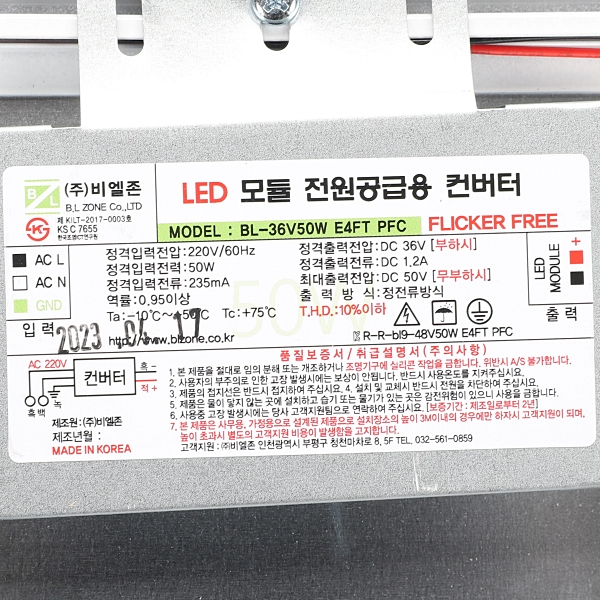 B/L
(주)비엘존
B,L ZONE Co.,LTD
제 KILT-2017-0003호
KS C 7655
한국조명ICT연구원
LED 모듈 전원공급용 컨버터
MODEL : BL-36V50W E4FT PFC
FLICKER FREE
AC L
AC N
GND
입 력
정격입력전압:220V/60Hz
정격입력전력:50W
정격입력전류:235mA
역률:0.95이상
Ta:-10℃~+50℃ Tc:+75℃
http://www.blzone.co.kr
2023 04 17
정격출력전압:DC 36V [부하시]
정격출력전류:DC 1.2A
최대출력전압:DC 50V [무부하시]
출 력 방 식 :정전류방식
T.H.D:10%이하
R-R-bl9-48V50W E4FT PFC
LED MODULE
+
-
출 력
50W
AC 220V
컨버터
흑 -
적 +
흑백
녹
제조원 : (주)비엘존
제조년월 :
MADE IN KOREA
품질보증서/취급설명서(주의사항)
1. 본 제품을 절대로 임의 분해 또는 개조하거나 조명기구에 실리콘 작업을 금합니다. 위반시 A/S 불가합니다.
2. 사용자의 부주의로 인한 고장 발생시에는 보상이 안됩니다. 반드시 사용전압에 맞추어 사용하여 주십시오.
3. 본 제품의 접지선은 반드시 접지를 시켜주십시오. 4. 설치 및 교체시 반드시 전원을 차단하여 주십시오.
5. 본 기구가 물이 닿지 않는 곳에 설치하고 습기 또는 물기가 있는 곳은 감전위험이 있으니 사용을 금합니다.
6. 사용중 고장 발생시에는 당사 고객지원팀으로 연락하여 주십시오. [보증기간 : 제조일로부터 2년]
7. 본 제품은 사무용, 가정용으로 설계된 제품으로 설치장소의 높이 3M이내의 경우에만 하자시 고객지원이 되며,
높이 초과시 별도의 고객지원 비용이 발생합니다.
고객지원 : ㈜비엘존 인천광역시 부평구 청천마차로 8, 5F TEL. 032-561-0859